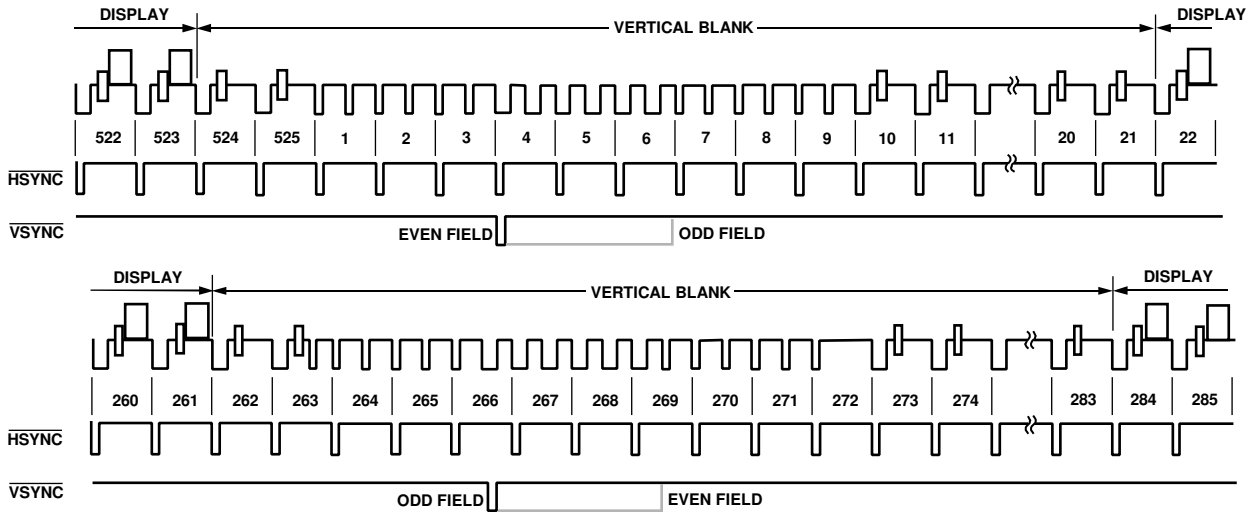 DISPLAY VERTICAL BLANK DISPLAY
522 523 524 525 1 2 3 4 5 6 7 8 9 10 11 20 21 22
HSYNC
VSYNC
EVEN FIELD ODD FIELD
DISPLAY VERTICAL BLANK DISPLAY
260 261 262 263 264 265 266 267 268 269 270 271 272 273 274 283 284 285
HSYNC
VSYNC
ODD FIELD EVEN FIELD